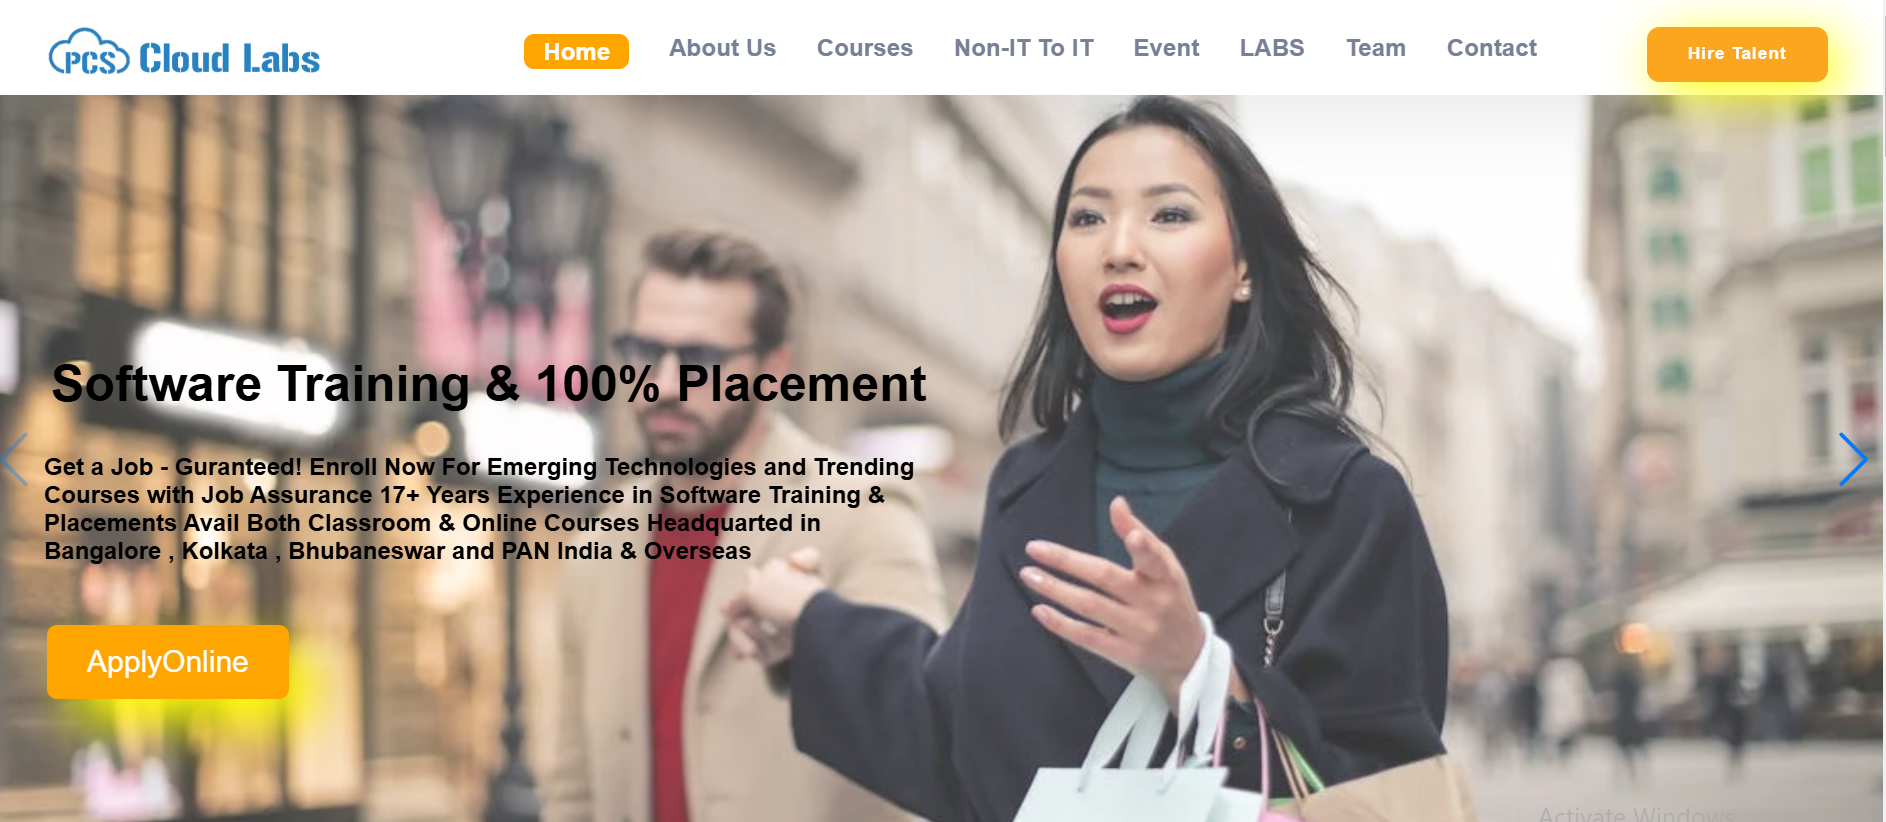 PCS Cloud Labs
Home
About Us
Courses
Non-IT To IT
Event
LABS
Team
Contact
Hire Talent
Software Training & 100% Placement
Get a Job - Guranteed! Enroll Now For Emerging Technologies and Trending
Courses with Job Assurance 17+ Years Experience in Software Training &
Placements Avail Both Classroom & Online Courses Headquarted in
Bangalore , Kolkata , Bhubaneswar and PAN India & Overseas
ApplyOnline
Activate Windows